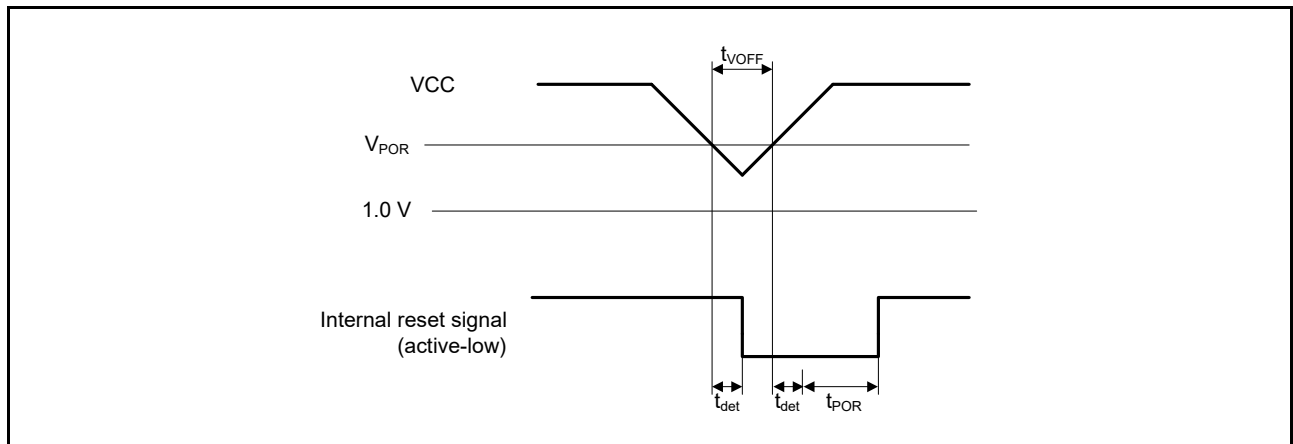 tVOFF
VCC
VPOR
1.0 V
Internal reset signal
(active-low)
tdet
tdet
tPOR